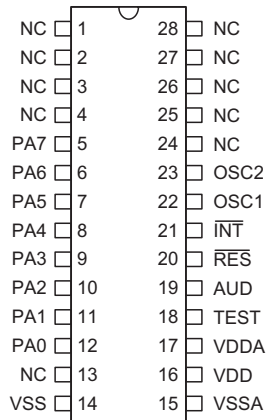 NC 1 28 NC
NC 2 27 NC
NC 3 26 NC
NC 4 25 NC
PA7 5 24 NC
PA6 6 23 OSC2
PA5 7 22 OSC1
PA4 8 21 I̅N̅T̅
PA3 9 20 R̅E̅S̅
PA2 10 19 AUD
PA1 11 18 TEST
PA0 12 17 VDDA
NC 13 16 VDD
VSS 14 15 VSSA